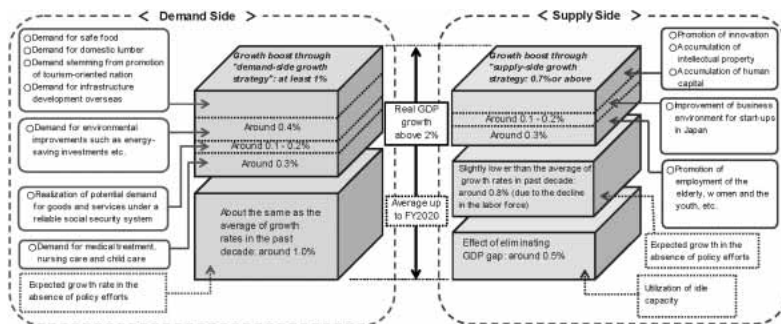 Demand Side
Supply Side
○Demand for safe food
○Demand for domestic lumber
○Demand stemming from promotion
of tourism-oriented nation
○Demand for infrastructure
development overseas
○Demand for environmental
improvements such as energy-
saving investments etc.
○Realization of potential demand
for goods and services under
a reliable social security
system
○Demand for medical treatment,
nursing care and child care
Expected growth rate in the
absence of policy efforts
Growth boost through
"demand-side growth
strategy": at least 1%
Around 0.4%
Around 0.1 - 0.2%
Around 0.3%
About the same as the
average of growth
rates in the past
decade: around 1.0%
Real GDP
growth
above 2%
Average up
to FY2020
Growth boost through
"supply-side growth
strategy: 0.7%or above
Around 0.1 - 0.2%
Around 0.3%
Slightly lower than the average of
growth rates in past decade:
around 0.8% (due to the decline
in the labor force)
Effect of eliminating
GDP gap: around 0.5%
○Promotion of innovation
○Accumulation of
intellectual property
○Accumulation of human
capital
○Improvement of business
environment for start-ups
in Japan
○Promotion of
employment of the
elderly, women and the
youth, etc.
Expected growth in the
absence of policy efforts
Utilization of idle
capacity